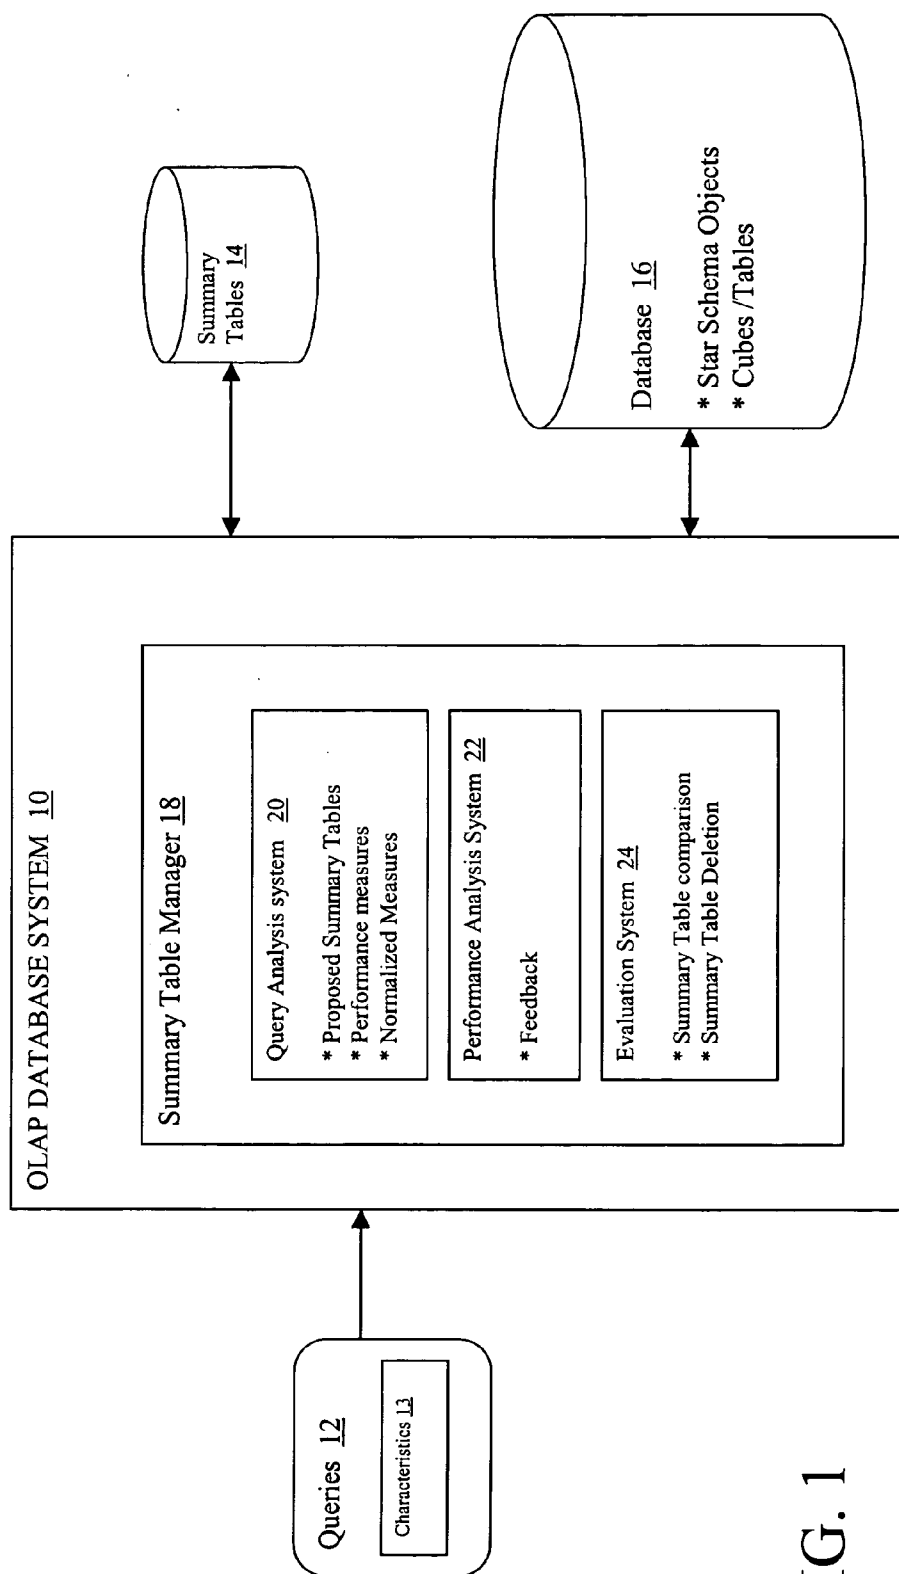 OLAP DATABASE SYSTEM 10
Summary Table Manager 18
Query Analysis system 20
* Proposed Summary Tables
* Performance measures
* Normalized Measures
Performance Analysis System 22
* Feedback
Evaluation System 24
* Summary Table comparison
* Summary Table Deletion
Queries 12
Characteristics 13
Summary
Tables 14
Database 16
* Star Schema Objects
* Cubes /Tables
FIG. 1